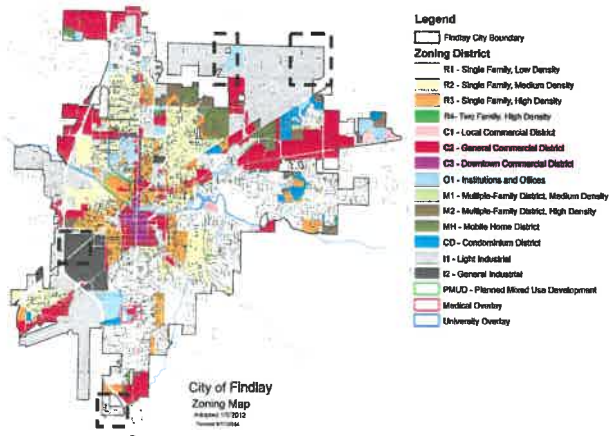 Legend
Findlay City Boundary
Zoning District
R1 - Single Family, Low Density
R2 - Single Family, Medium Density
R3 - Single Family, High Density
R4- Two Family, High Density
C1 - Local Commercial District
C2 - General Commercial District
C3 - Downtown Commercial District
O1 - Institutions and Offices
M1 - Multiple-Family District, Medium Density
M2 - Multiple-Family District, High Density
MH - Mobile Home District
CD - Condominium District
I1 - Light Industrial
I2 - General Industrial
PMUD - Planned Mixed Use Development
Medical Overlay
University Overlay
City of Findlay
Zoning Map
2012